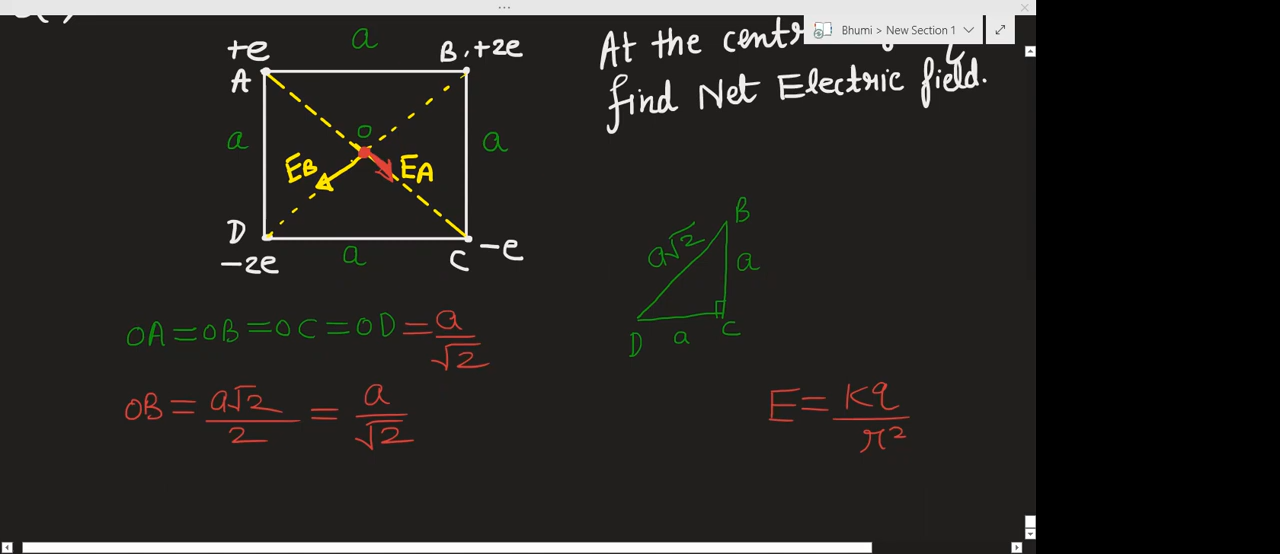 Bhumi > New Section 1
At the centr
find Net Electric field.
+e a B. +2e
A
a O a
EB EA
D
-2e a C -e
B
a√2 a
D a C
OA = OB = OC = OD = a/√2
OB = a√2/2 = a/√2
E = Kq/r²